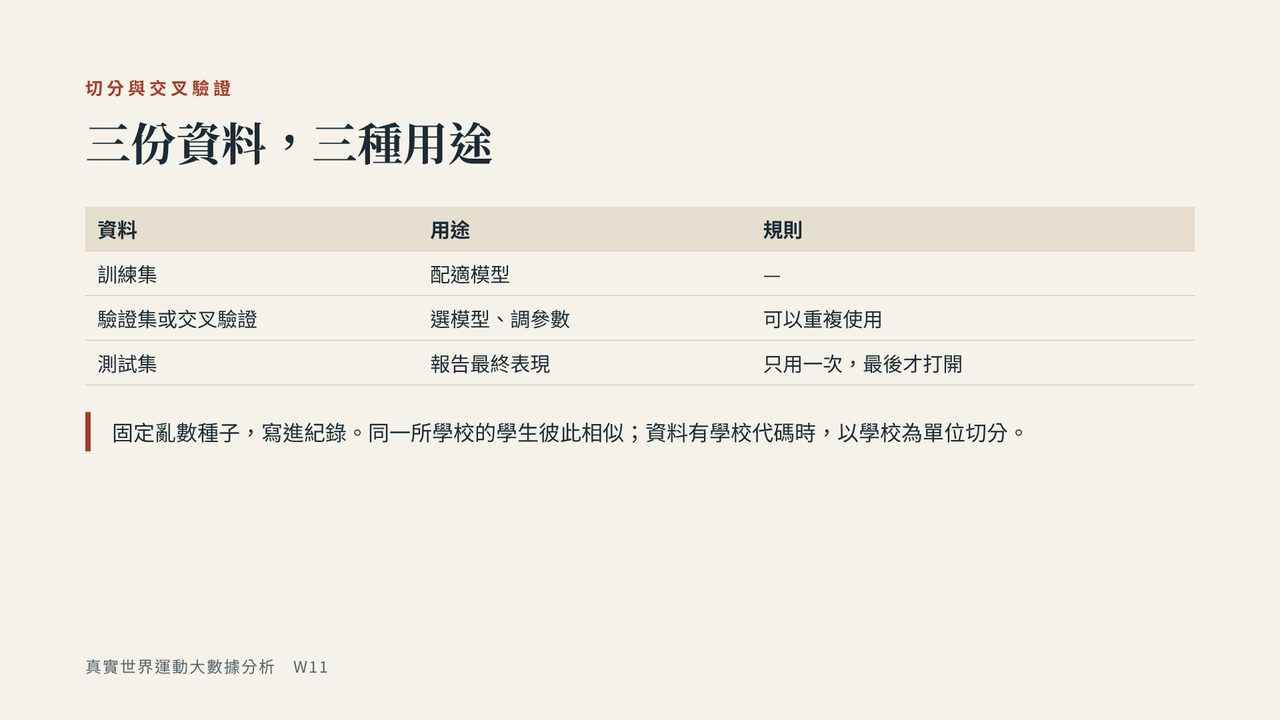 切分與交叉驗證
三份資料，三種用途
資料 用途 規則
訓練集 配適模型 —
驗證集或交叉驗證 選模型、調參數 可以重複使用
測試集 報告最終表現 只用一次，最後才打開
固定亂數種子，寫進紀錄。同一所學校的學生彼此相似；資料有學校代碼時，以學校為單位切分。
真實世界運動大數據分析 W11